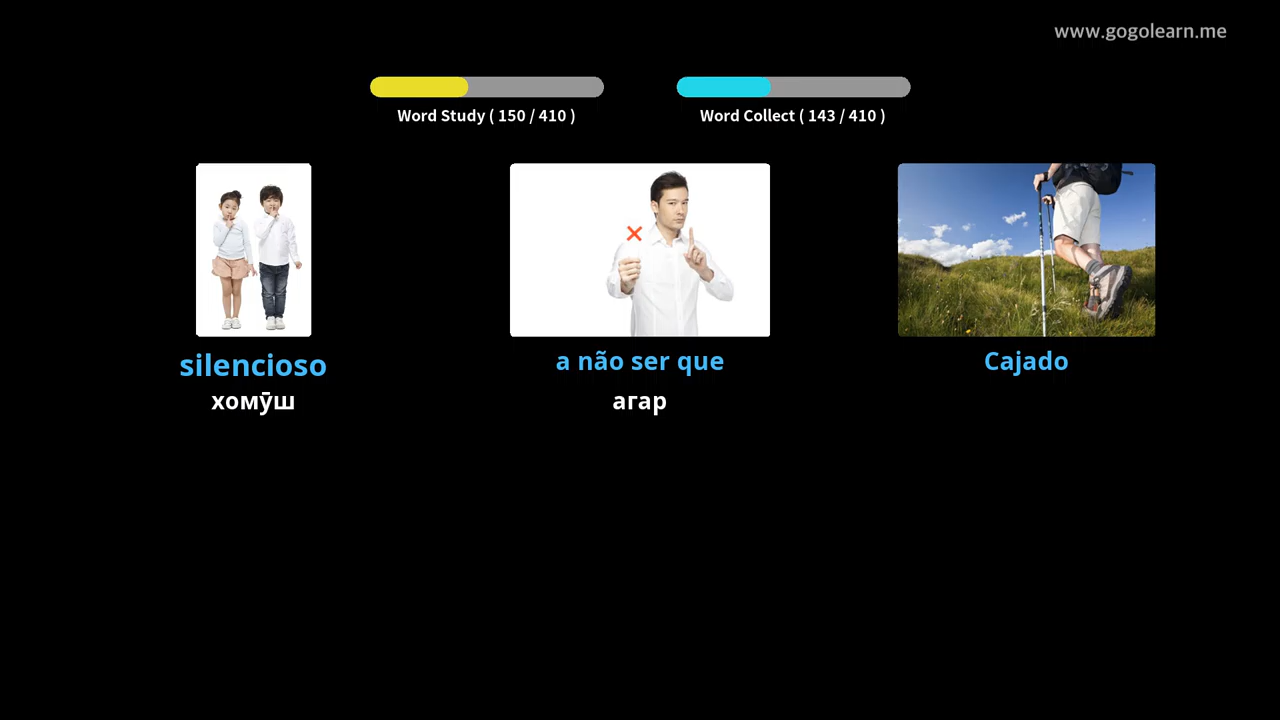 www.gogolearn.me
Word Study ( 150 / 410 )
Word Collect ( 143 / 410 )
silencioso
хомӯш
a não ser que
агар
Cajado